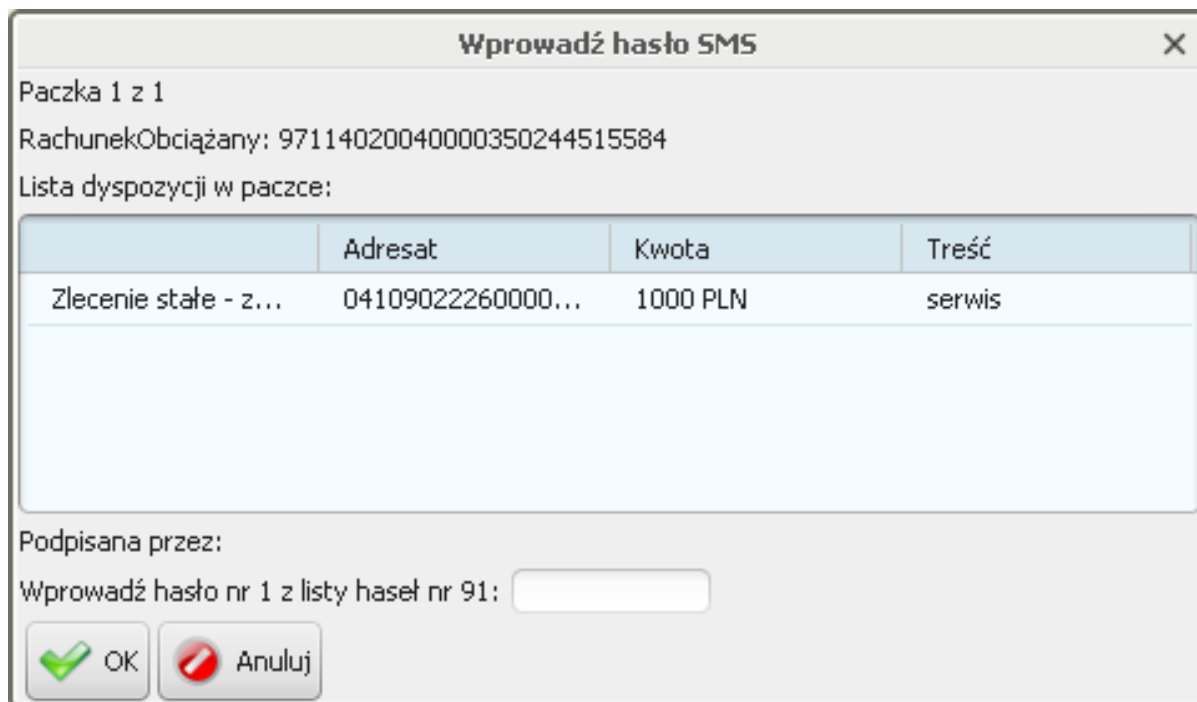 Wprowadź hasło SMS
Paczka 1 z 1
RachunekObciążany: 97114020040000350244515584
Lista dyspozycji w paczce:
Adresat Kwota Treść
Zlecenie stałe - z... 04109022260000... 1000 PLN serwis
Podpisana przez:
Wprowadź hasło nr 1 z listy haseł nr 91:
OK Anuluj